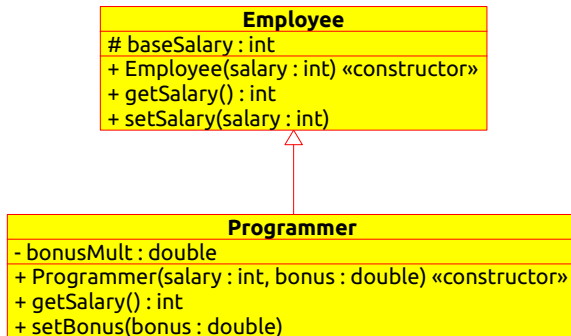 Employee
# baseSalary : int
+ Employee(salary : int) «constructor»
+ getSalary() : int
+ setSalary(salary : int)
Programmer
- bonusMult : double
+ Programmer(salary : int, bonus : double) «constructor»
+ getSalary() : int
+ setBonus(bonus : double)